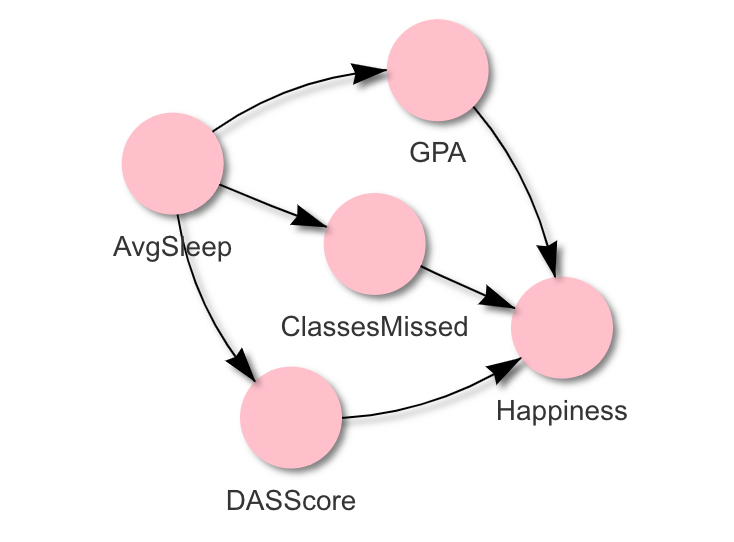 GPA
AvgSleep
ClassesMissed
Happiness
DASScore